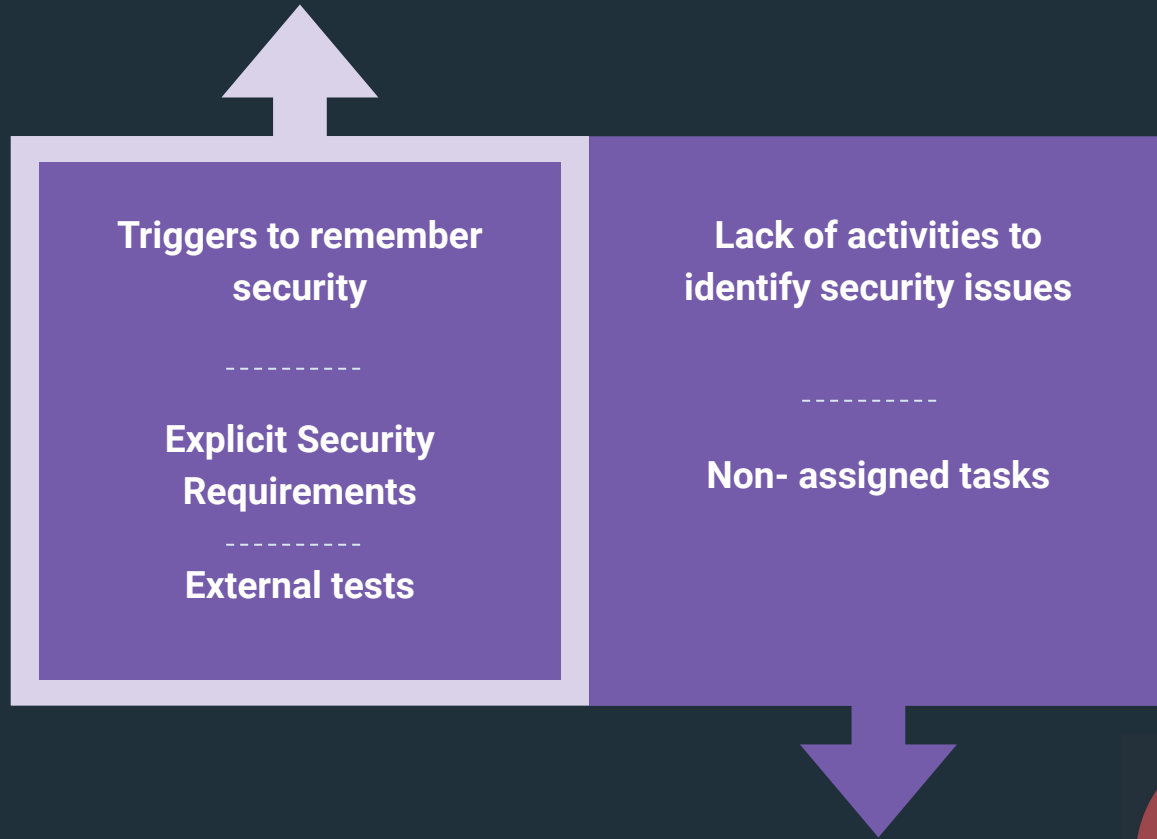 Triggers to remember
security
----------
Explicit Security
Requirements
----------
External tests
Lack of activities to
identify security issues
----------
Non- assigned tasks